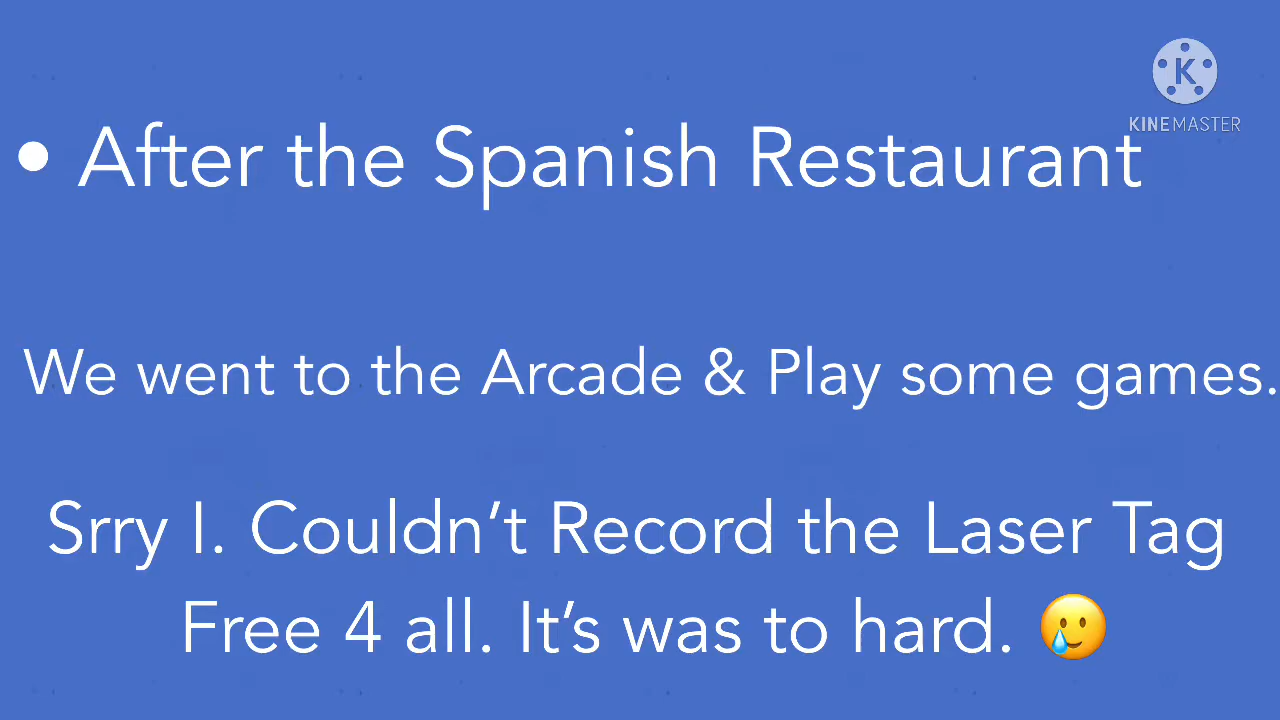 K
KINEMASTER
• After the Spanish Restaurant
We went to the Arcade & Play some games.
Srry I. Couldn’t Record the Laser Tag
Free 4 all. It’s was to hard. 🥲